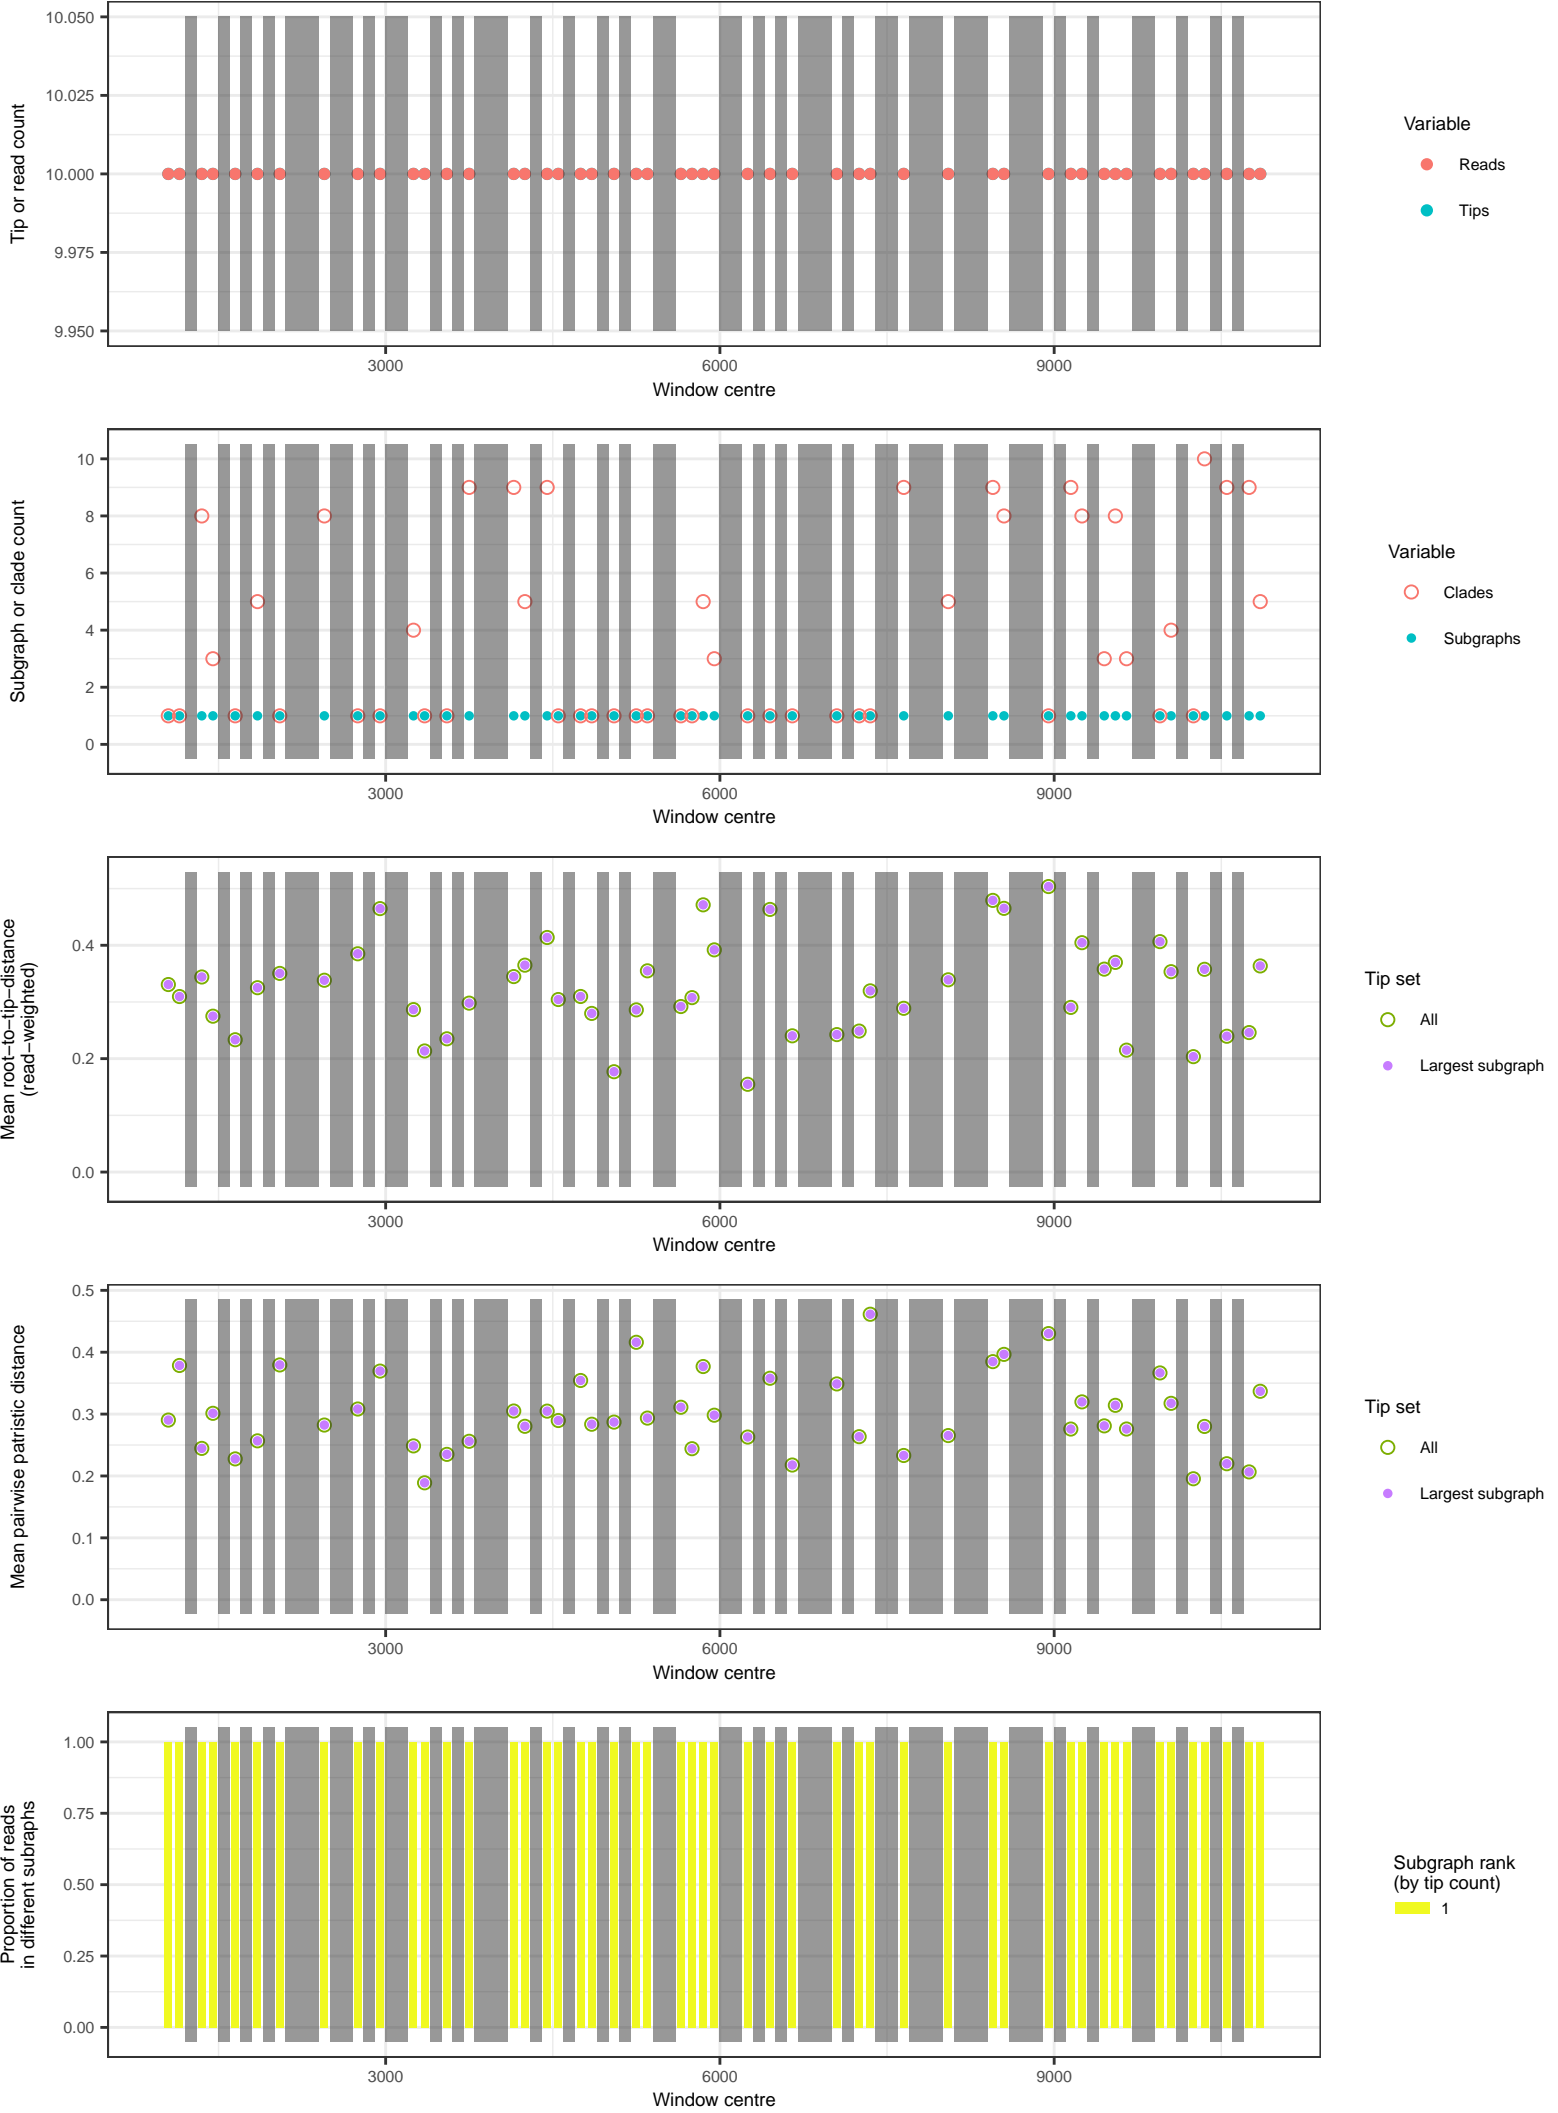 10.050
10.025
10.000
9.975
9.950
Tip or read count
3000
6000
9000
Window centre
Variable
Reads
Tips
10
8
6
4
2
0
Subgraph or clade count
3000
6000
9000
Window centre
Variable
Clades
Subgraphs
0.4
0.2
0.0
Mean root−to−tip−distance
(read−weighted)
3000
6000
9000
Window centre
Tip set
All
Largest subgraph
0.5
0.4
0.3
0.2
0.1
0.0
Mean pairwise patristic distance
3000
6000
9000
Window centre
Tip set
All
Largest subgraph
1.00
0.75
0.50
0.25
0.00
Proportion of reads
in different subraphs
3000
6000
9000
Window centre
Subgraph rank
(by tip count)
1